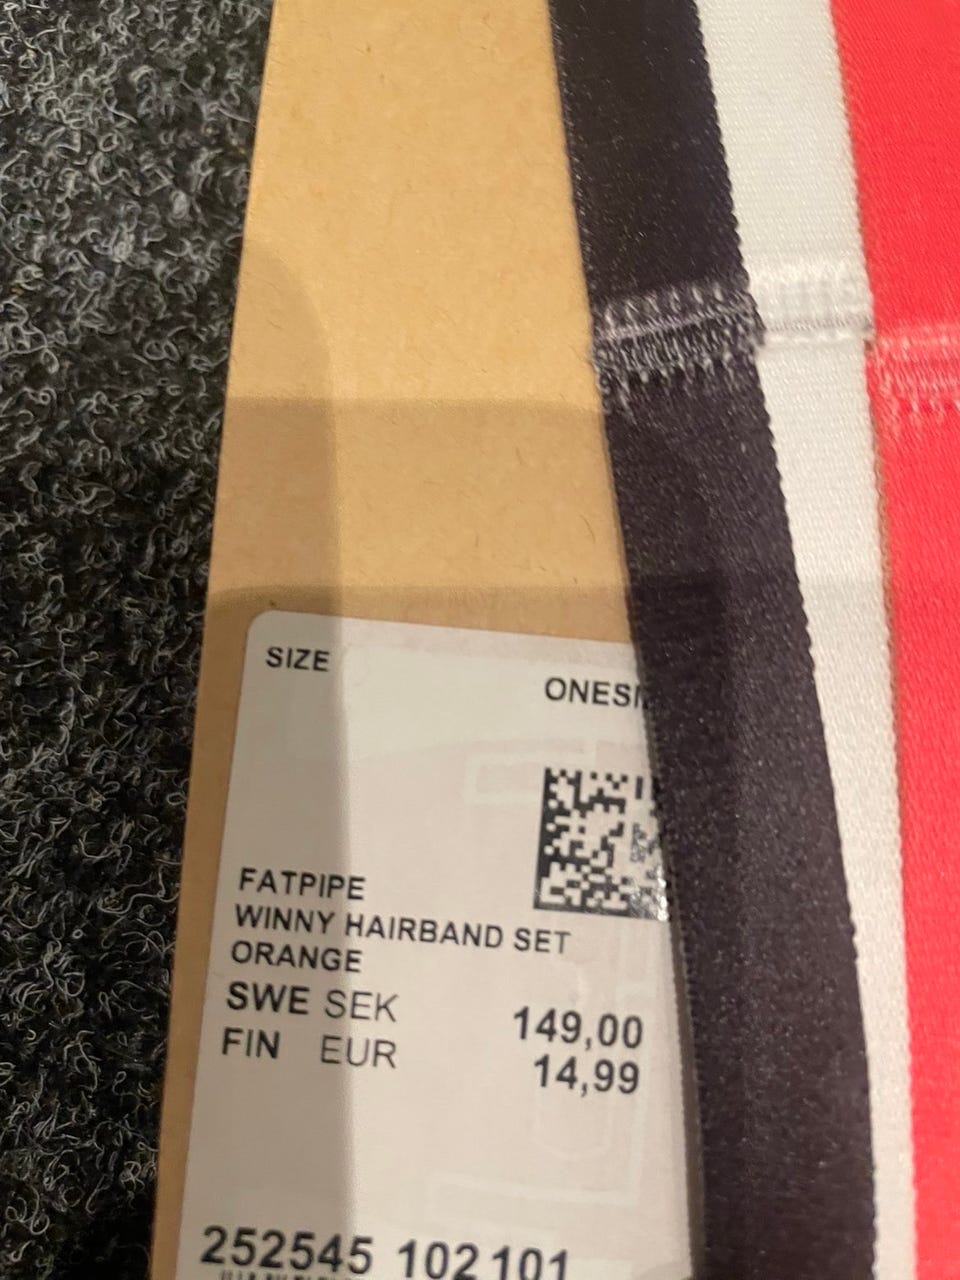 SIZE
ONESI
FATPIPE
WINNY HAIRBAND SET
ORANGE
SWE SEK 149,00
FIN EUR 14,99
252545 102101